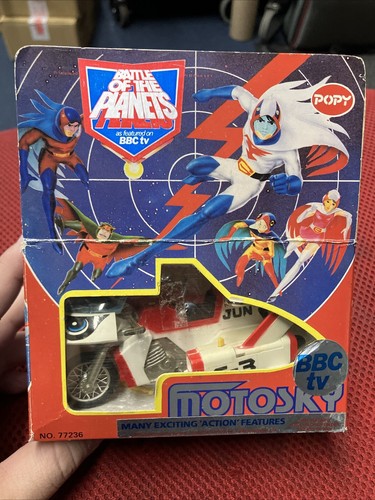 BATTLE
OF THE
PLANETS
as featured on
BBC tv
POPY
JUN
-3
BBC
tv
MOTOSKY
MANY EXCITING 'ACTION' FEATURES
NO. 77236